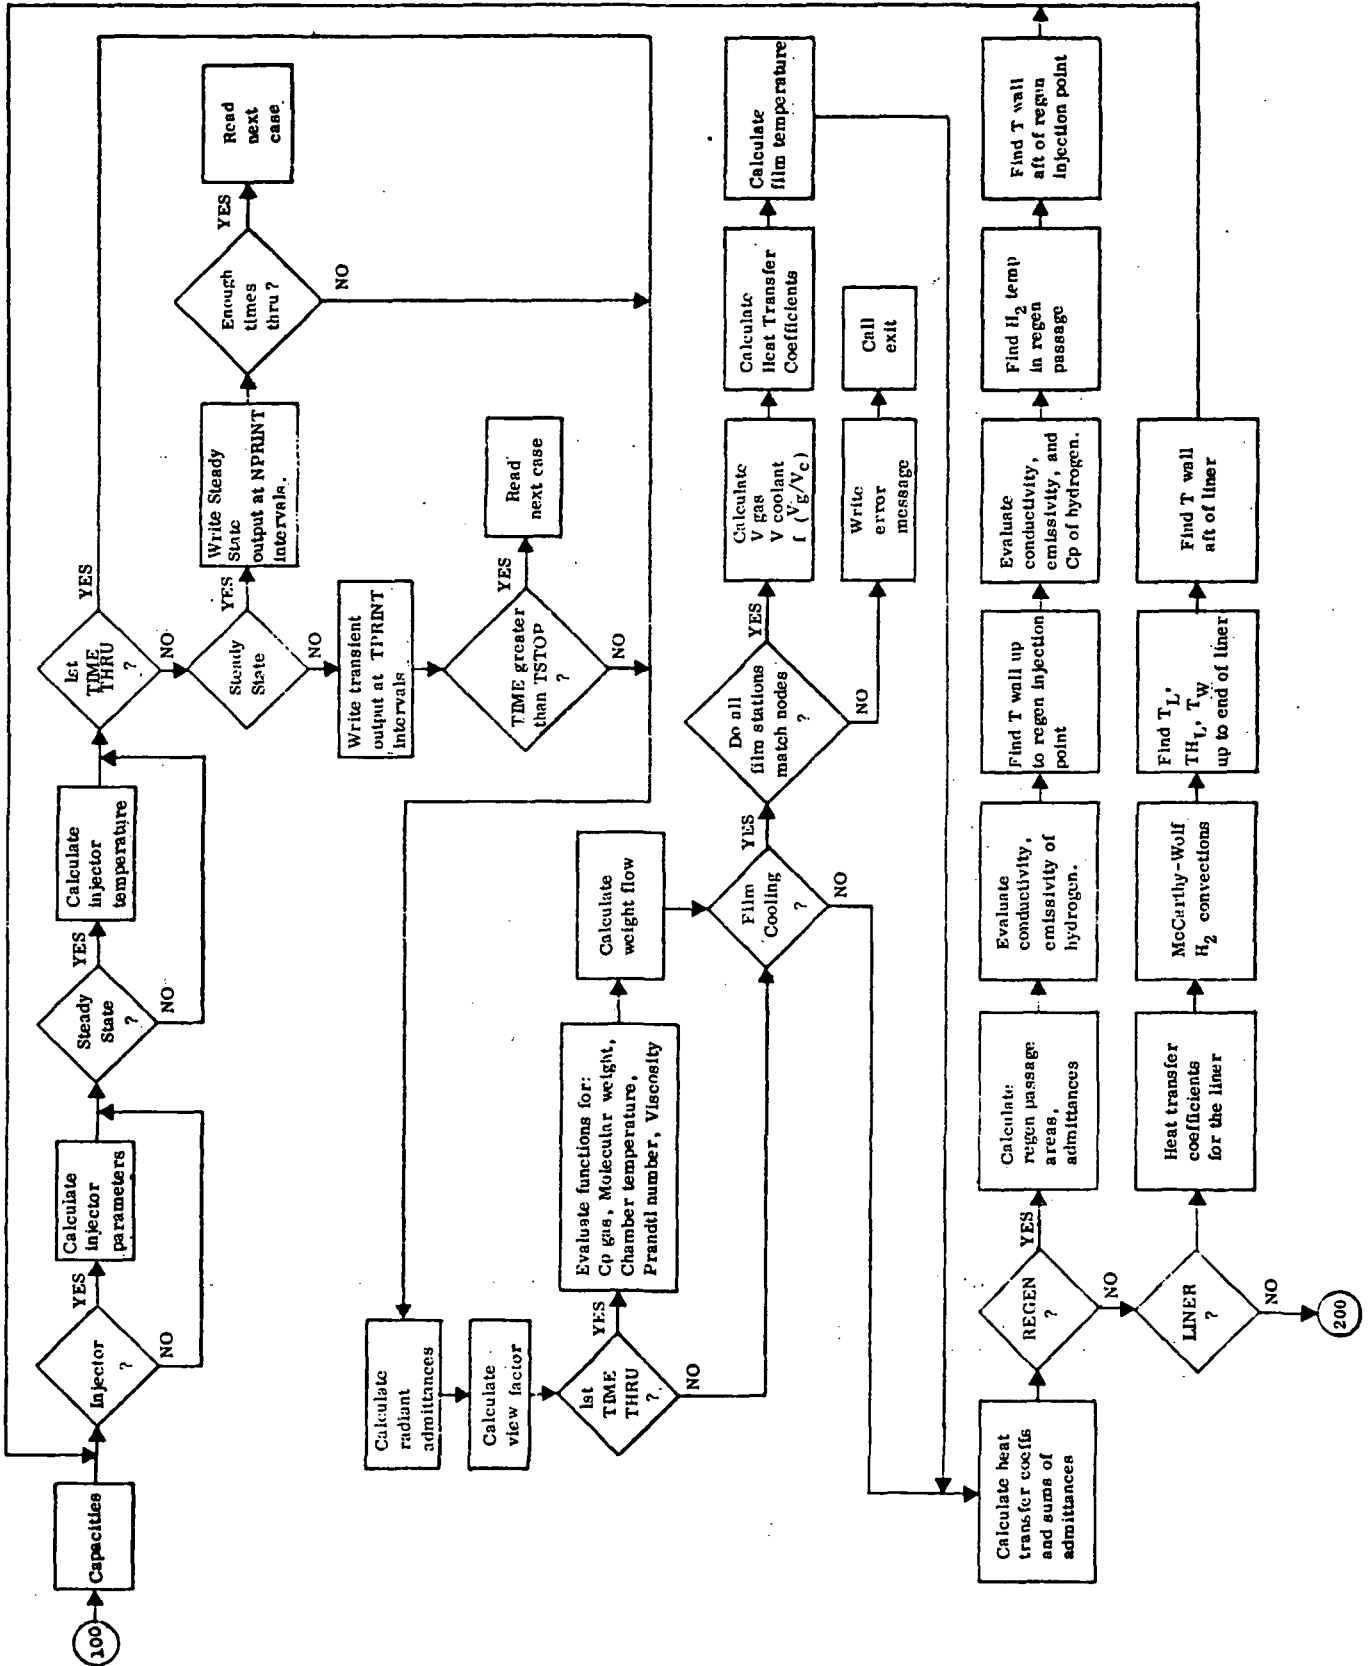 100
Capacities
Injector
?
YES
NO
Calculate
injector
parameters
Steady
State
?
YES
NO
Calculate
injector
temperature
1st
TIME
THRU
?
YES
NO
Steady
State
YES
NO
Write Steady
State
output at NPRINT
intervals.
Enough
times
thru?
YES
NO
Read
next
case
Write transient
output at TPRINT
intervals
TIME greater
than TSTOP
?
YES
NO
Read
next case
Calculate
radiant
admittances
Calculate
view factor
1st
TIME
THRU
?
YES
NO
Evaluate functions for:
Cp gas, Molecular weight,
Chamber temperature,
Prandtl number, Viscosity
Calculate
weight flow
Film
Cooling
?
YES
NO
Do all
film stations
match nodes
?
YES
NO
Calculate
V gas
V coolant
f (Vg/Vc)
Calculate
Heat Transfer
Coefficients
Calculate
film temperature
Write
error
message
Call
exit
Calculate heat
transfer coeffs
and sums of
admittances
REGEN
?
YES
NO
Calculate
regen passage
areas,
admittances
Evaluate
conductivity,
emissivity of
hydrogen.
Find T wall up
to regen injection
point
Evaluate
conductivity,
emissivity, and
Cp of hydrogen.
Find H2 temp
in regen
passage
Find T wall
aft of regen
injection point
LINER
?
NO
200
Heat transfer
coefficients
for the liner
McCarthy-Wolf
H2 convections
Find TL,
THL, TW
up to end of liner
Find T wall
aft of liner